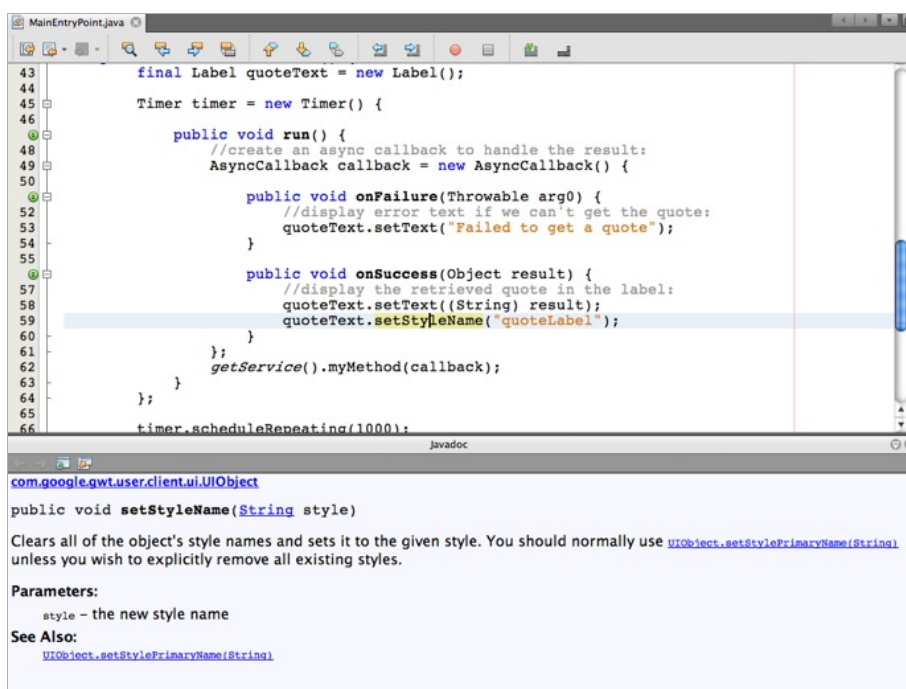 MainEntryPoint.java
43 final Label quoteText = new Label();
44
45 Timer timer = new Timer() {
46
public void run() {
48 //create an async callback to handle the result:
49 AsyncCallback callback = new AsyncCallback() {
50
public void onFailure(Throwable arg0) {
52 //display error text if we can't get the quote:
53 quoteText.setText("Failed to get a quote");
54 }
55
public void onSuccess(Object result) {
57 //display the retrieved quote in the label:
58 quoteText.setText((String) result);
59 quoteText.setStyleName("quoteLabel");
60 }
61 };
62 getService().myMethod(callback);
63 }
64 };
65
66 timer.scheduleRepeating(1000);
Javadoc
com.google.gwt.user.client.ui.UIObject
public void setStyleName(String style)
Clears all of the object's style names and sets it to the given style. You should normally use UIObject.setStylePrimaryName(String)
unless you wish to explicitly remove all existing styles.
Parameters:
style – the new style name
See Also:
UIObject.setStylePrimaryName(String)